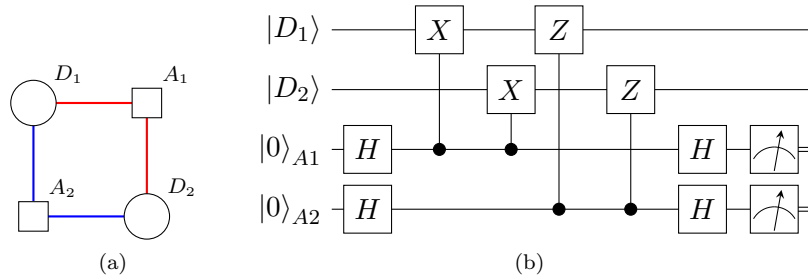 D₁
A₁
A₂
D₂
(a)
|D₁⟩ X Z
|D₂⟩ X Z
|0⟩A1 H H
|0⟩A2 H H
(b)